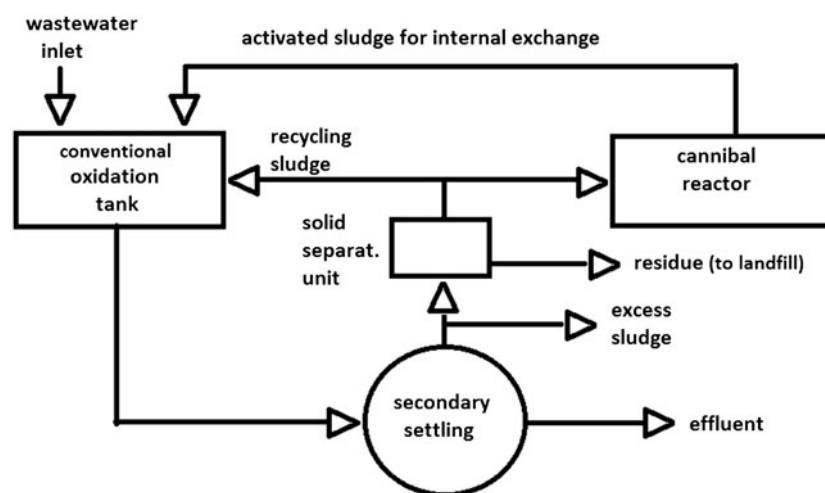 wastewater
inlet
activated sludge for internal exchange
conventional
oxidation
tank
recycling
sludge
cannibal
reactor
solid
separat.
unit
residue (to landfill)
excess
sludge
secondary
settling
effluent